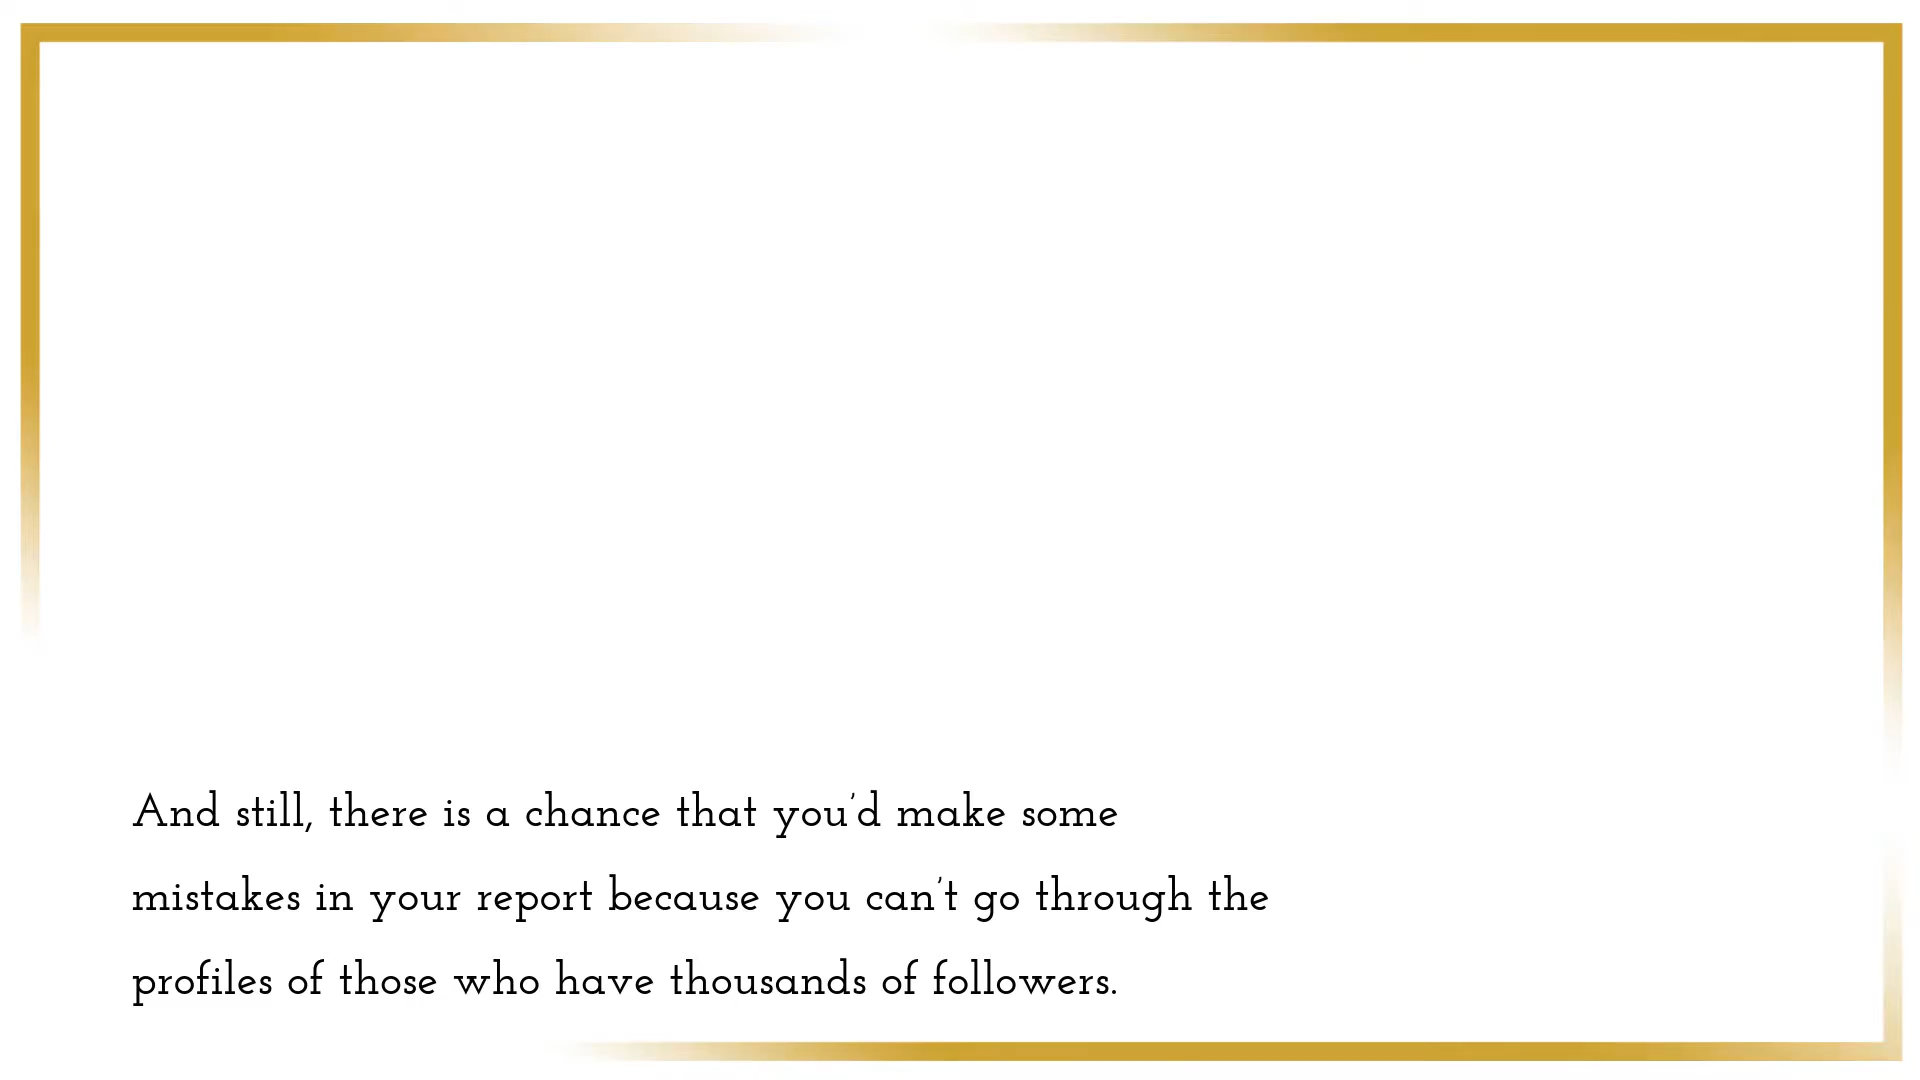 And still, there is a chance that you’d make some
mistakes in your report because you can’t go through the
profiles of those who have thousands of followers.